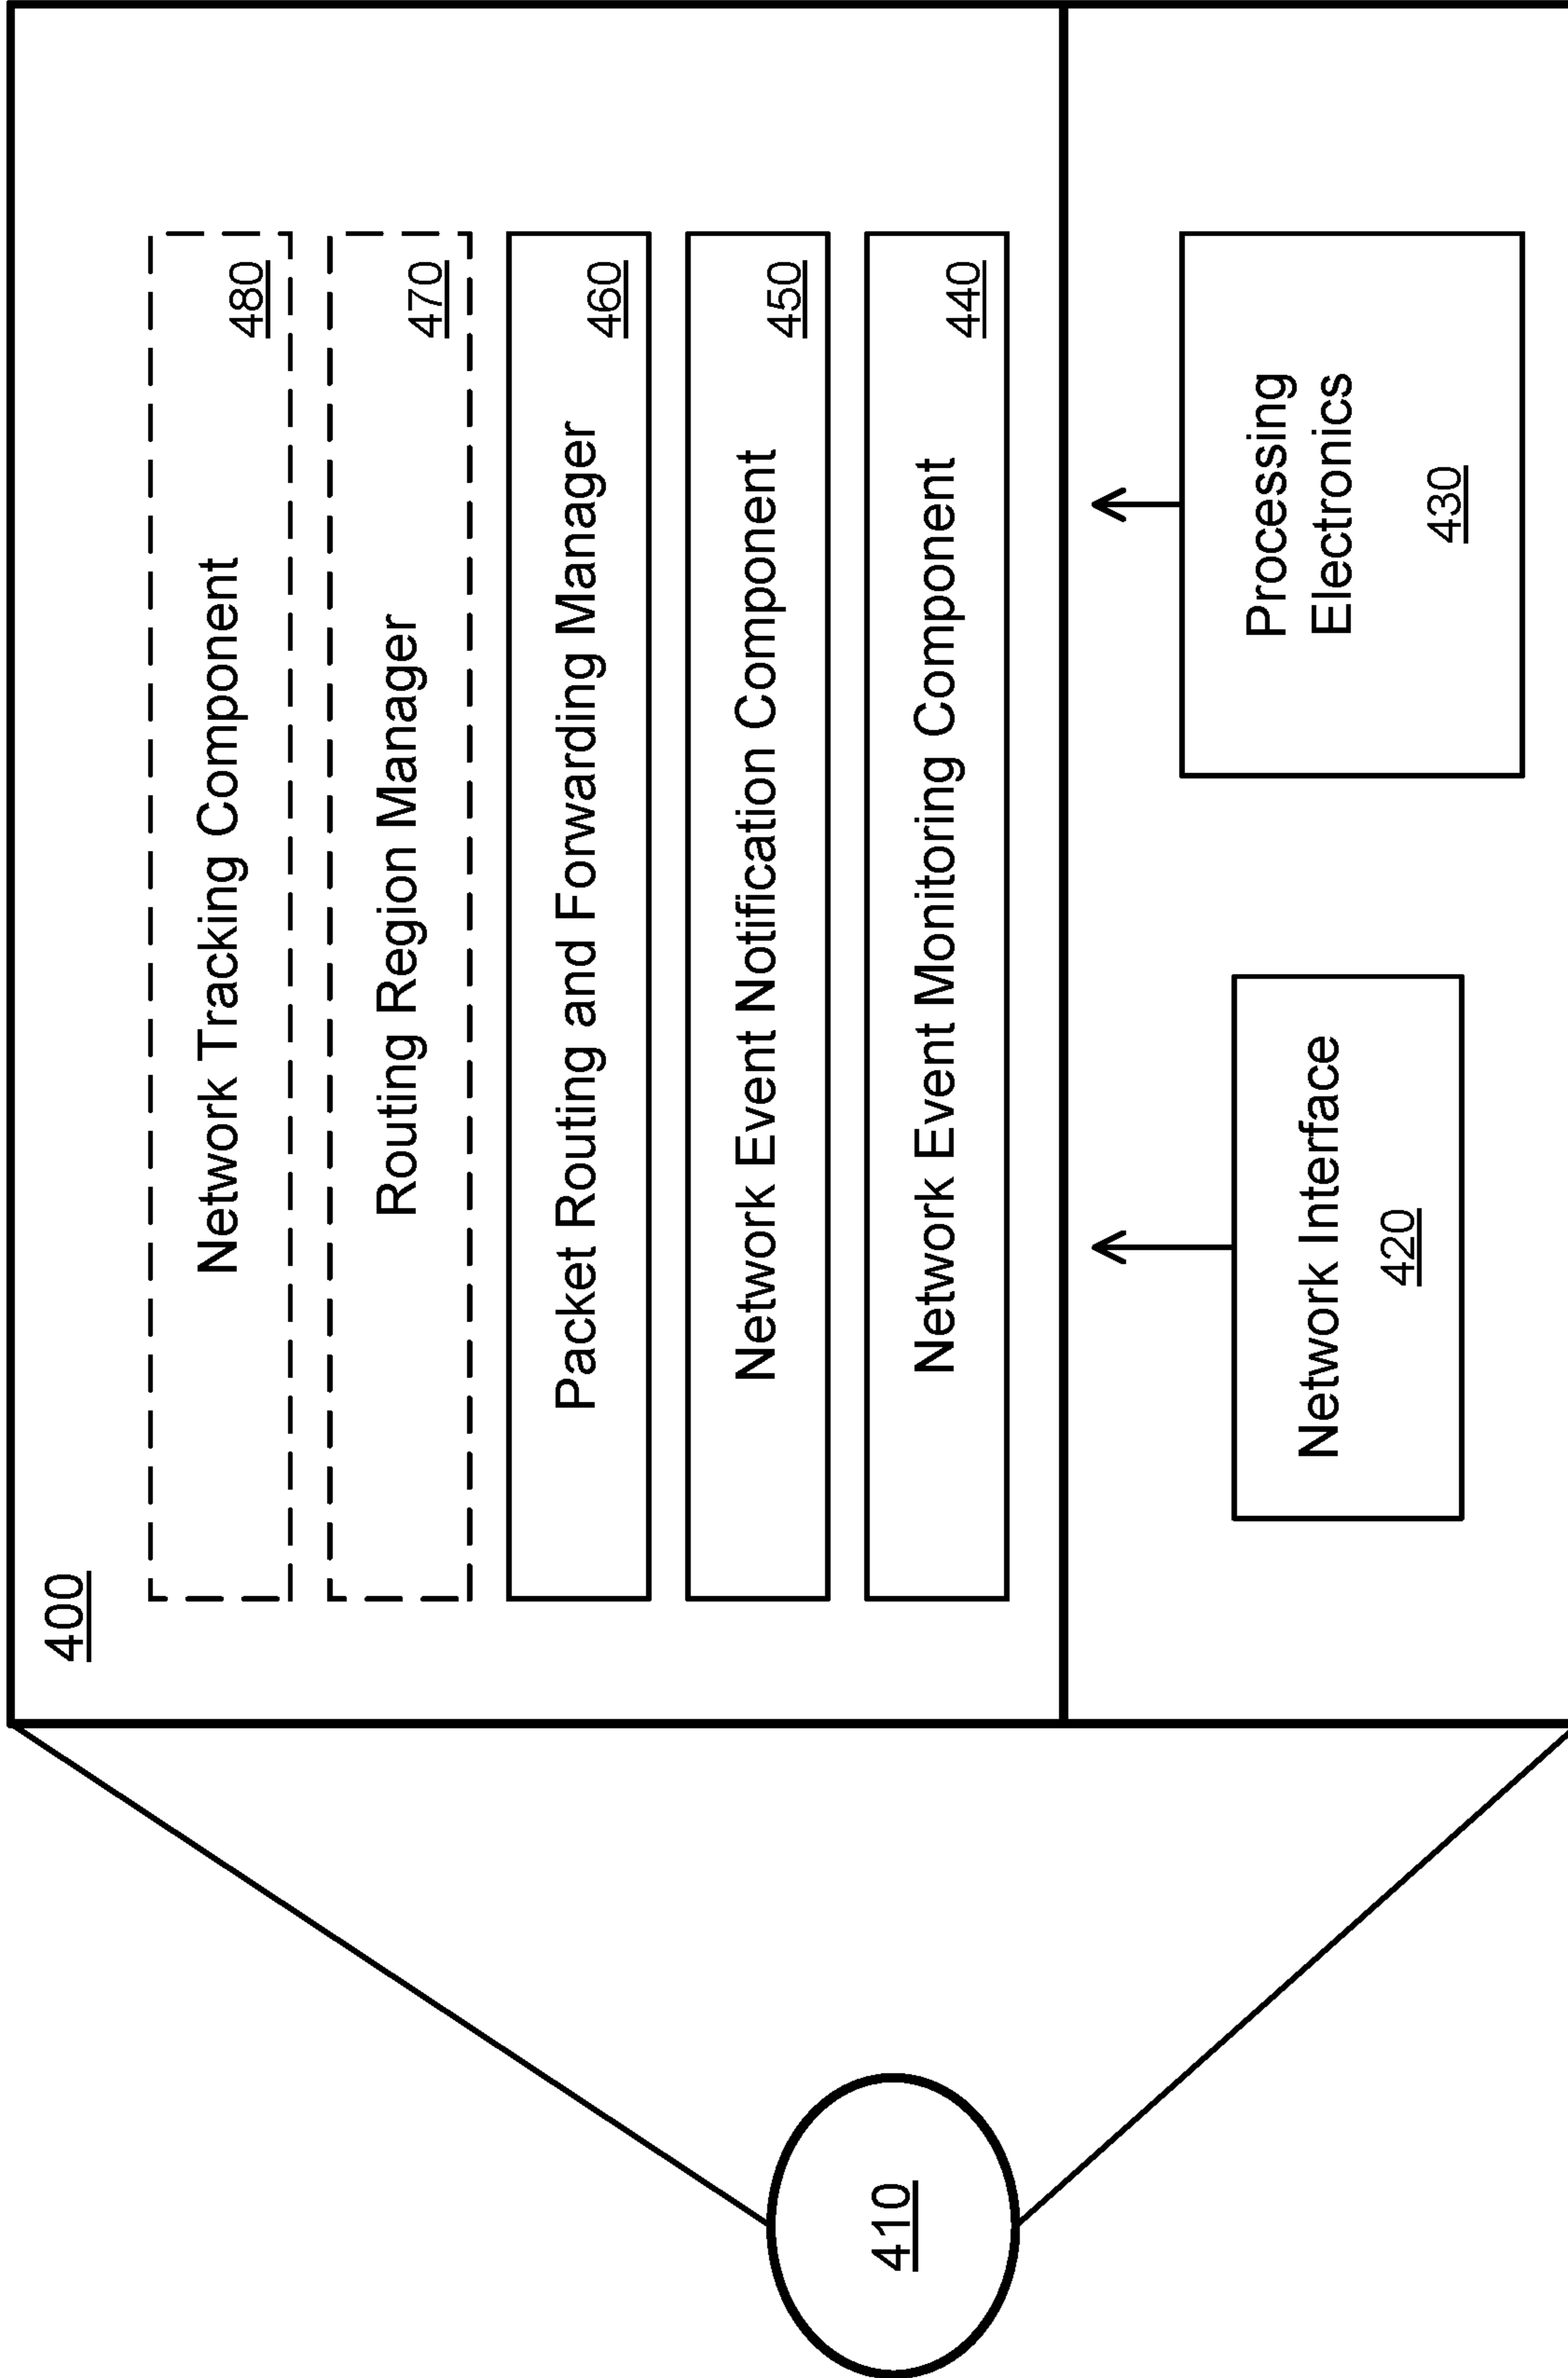 400
Network Tracking Component
480
Routing Region Manager
470
Packet Routing and Forwarding Manager
460
Network Event Notification Component
450
Network Event Monitoring Component
440
Network Interface
420
Processing
Electronics
430
410